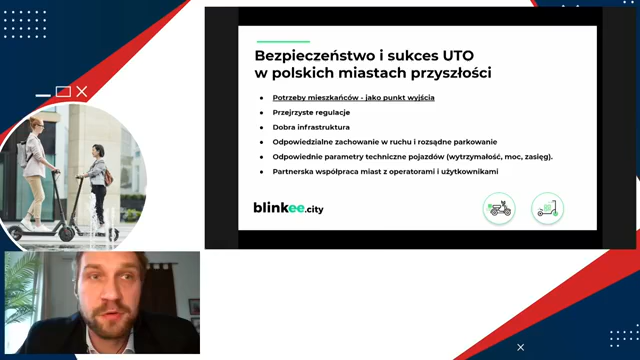 Bezpieczeństwo i sukces UTO
w polskich miastach przyszłości
Potrzeby mieszkańców - jako punkt wyjścia
Przejrzyste regulacje
Dobra infrastruktura
Odpowiedzialne zachowanie w ruchu i rozsądne parkowanie
Odpowiednie parametry techniczne pojazdów (wytrzymałość, moc, zasięg).
Partnerska współpraca miast z operatorami i użytkownikami
blinkee.city